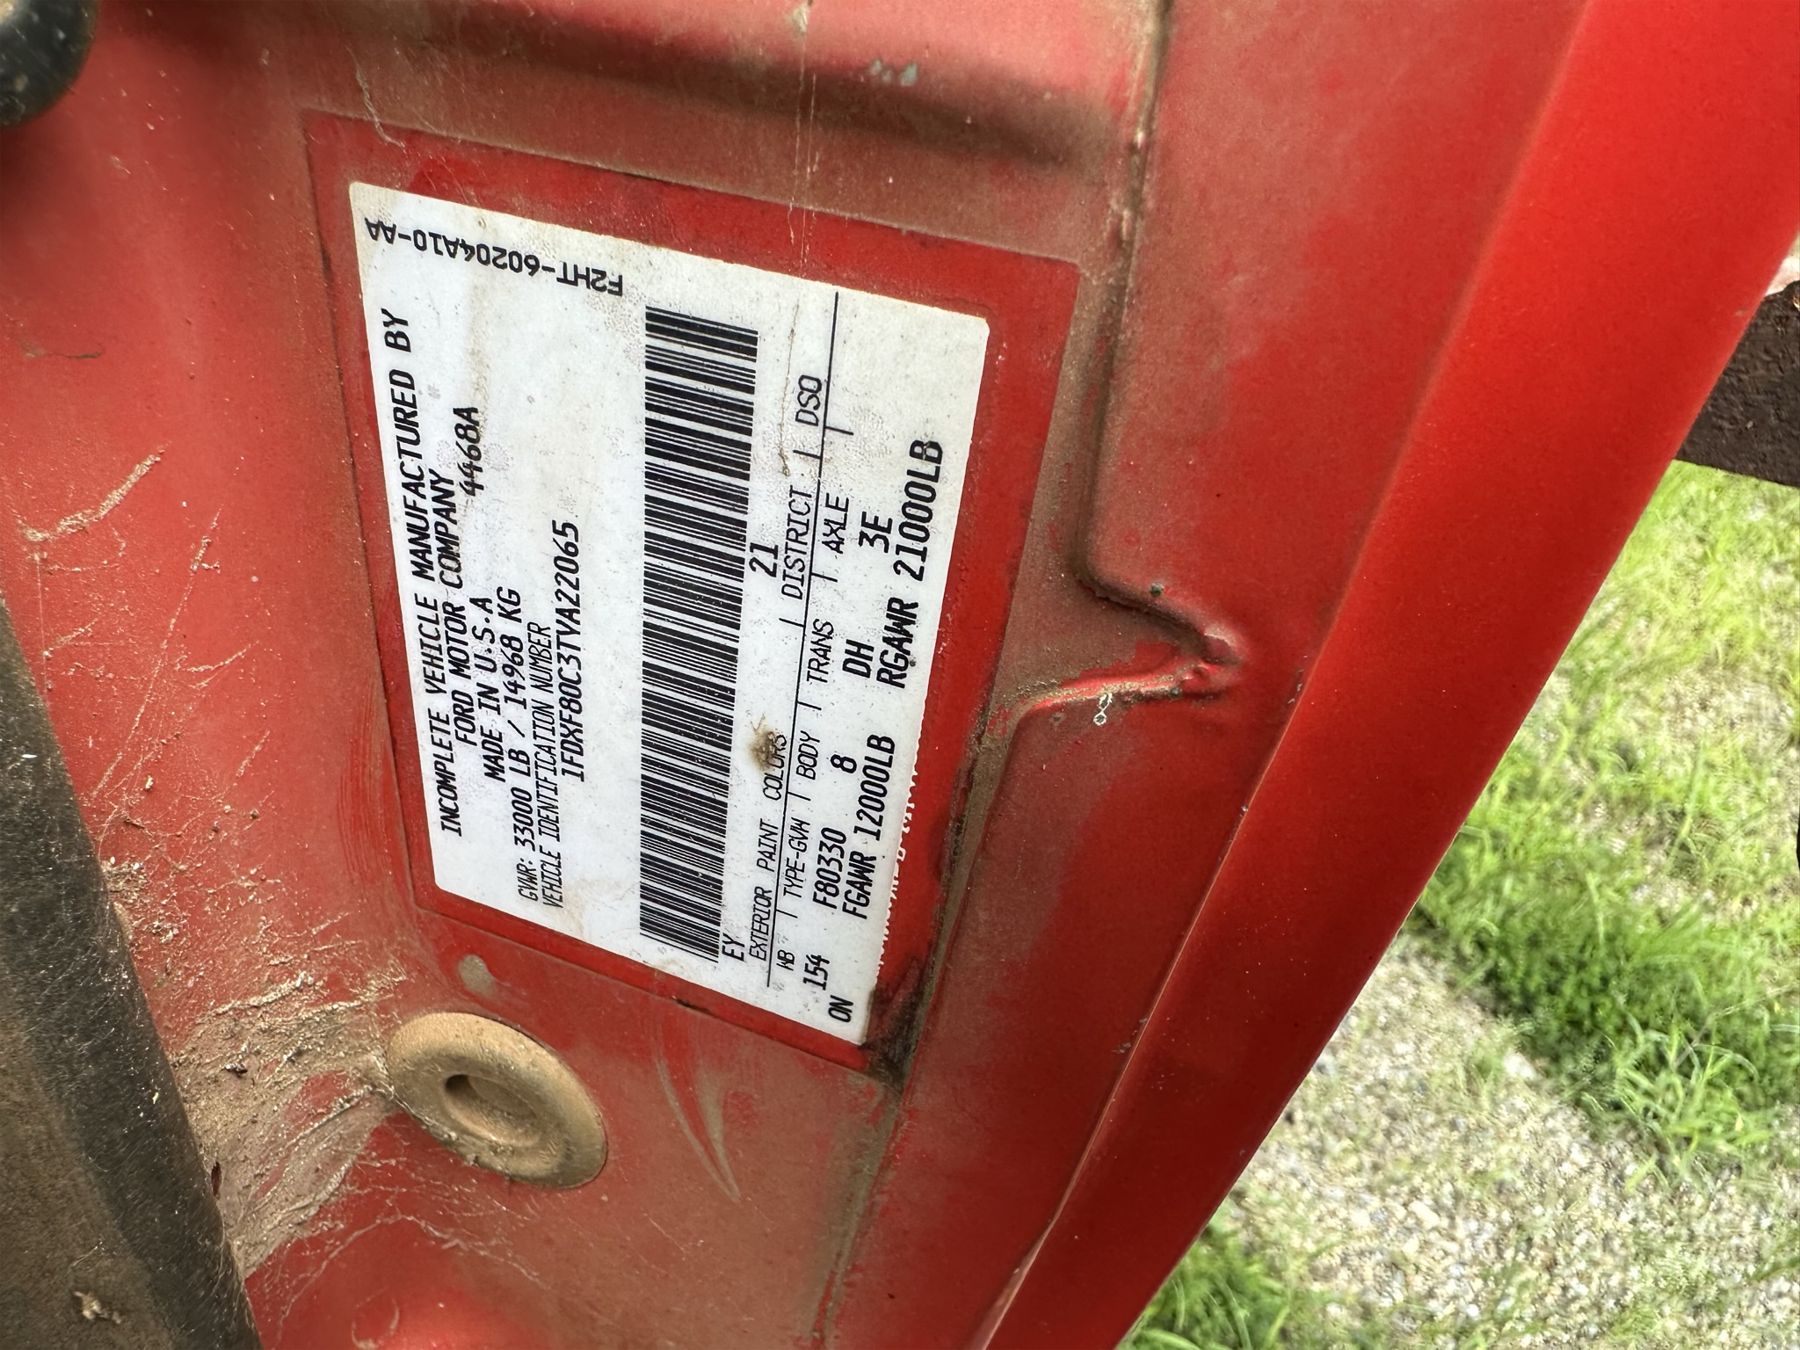 F2HT-60204A10-AA
INCOMPLETE VEHICLE MANUFACTURED BY
FORD MOTOR COMPANY
MADE IN U.S.A 4468A
GVWR: 33000 LB / 14968 KG
VEHICLE IDENTIFICATION NUMBER
1FDXF80C3TVA22065
EY 21
EXTERIOR PAINT COLORS DISTRICT DSO
WB TYPE-GVW BODY TRANS AXLE
154 F80330 8 DH 3E
ON FGAWR 12000LB RGAWR 21000LB